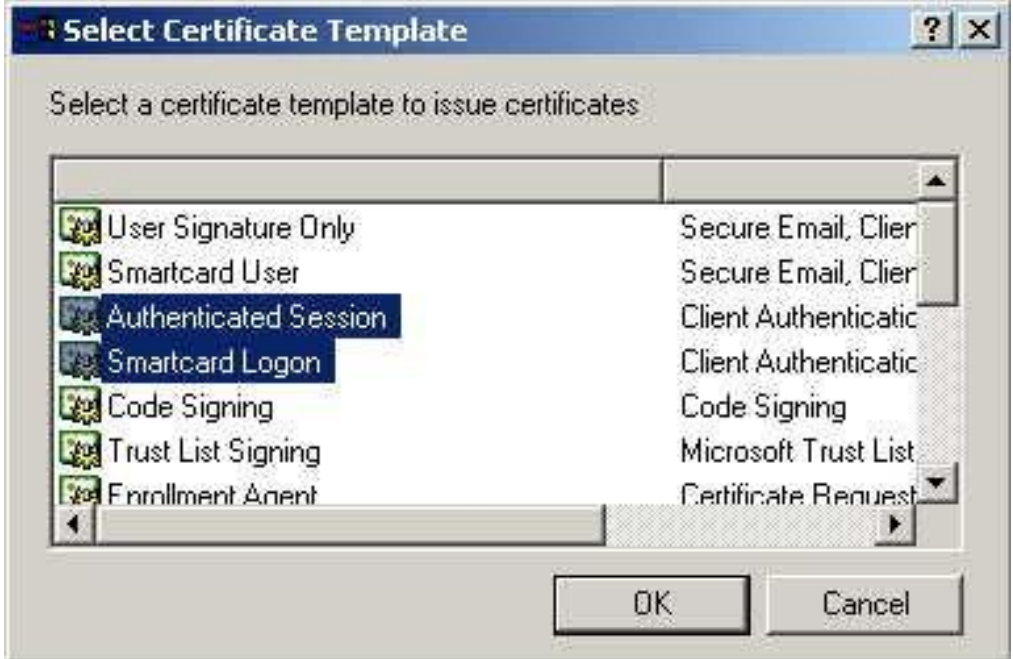 Select Certificate Template
Select a certificate template to issue certificates
User Signature Only Secure Email, Clien
Smartcard User Secure Email, Clien
Authenticated Session Client Authenticatic
Smartcard Logon Client Authenticatic
Code Signing Code Signing
Trust List Signing Microsoft Trust List
Enrollment Agent Certificate Request
OK Cancel